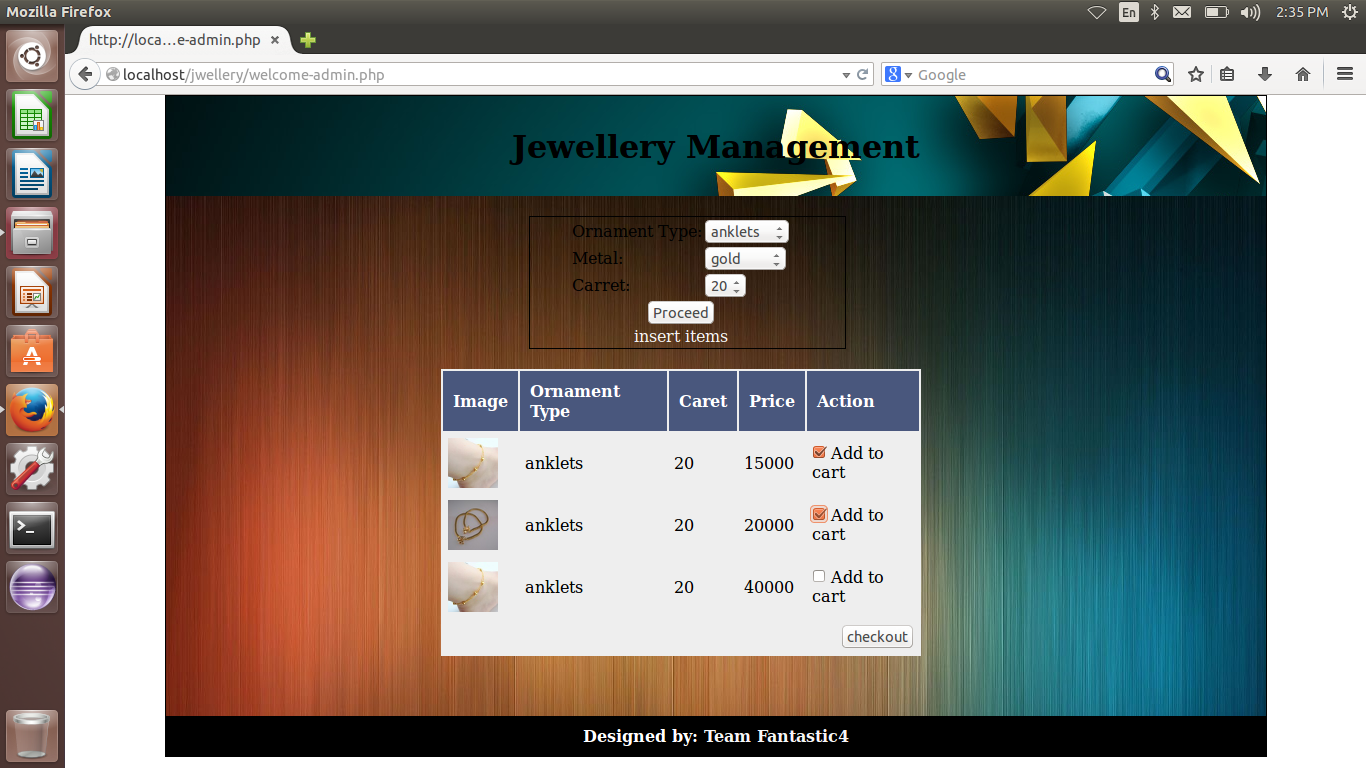 Mozilla Firefox
En
2:35 PM
http://loca...e-admin.php
localhost/jwellery/welcome-admin.php
8
Google
Jewellery Management
Ornament Type: anklets
Metal: gold
Carret: 20
Proceed
insert items
Image Ornament Type Caret Price Action
anklets 20 15000 Add to cart
anklets 20 20000 Add to cart
anklets 20 40000 Add to cart
checkout
Designed by: Team Fantastic4